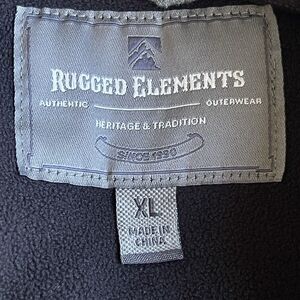 RUGGED ELEMENTS
AUTHENTIC OUTERWEAR
HERITAGE & TRADITION
SINCE 1990
XL
MADE IN
CHINA